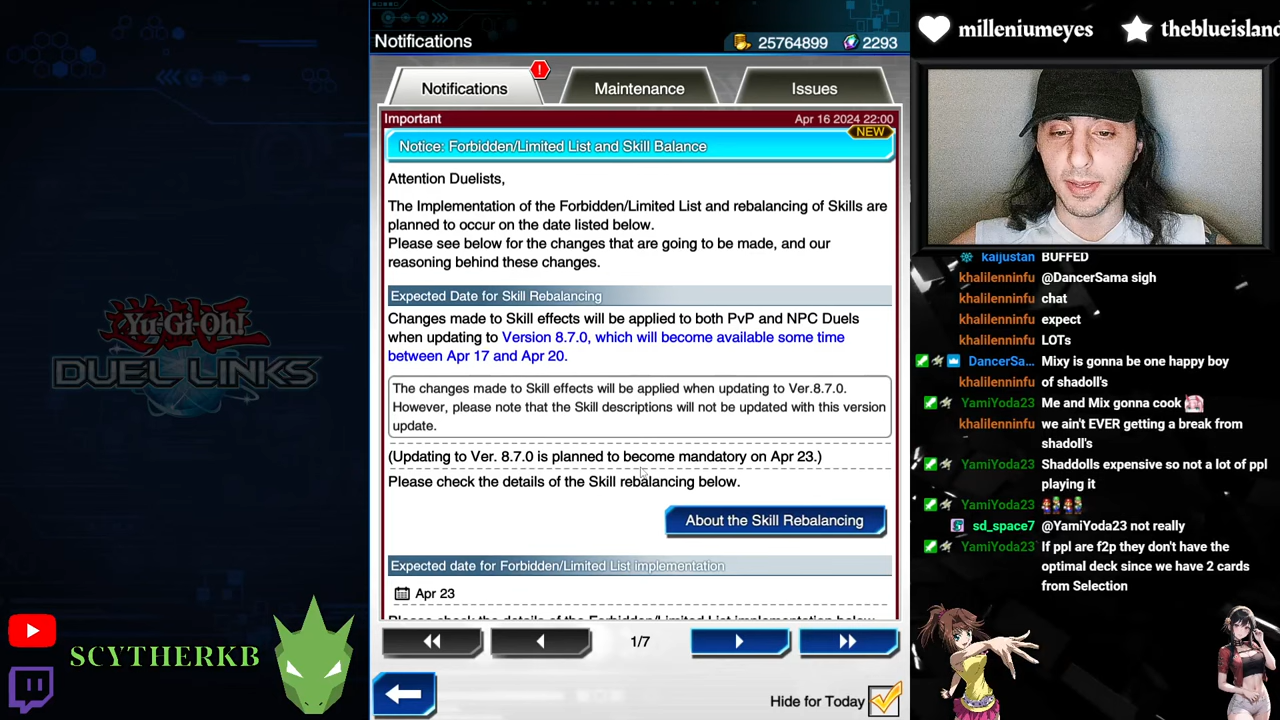 Notifications
25764899
2293
Notifications
!
Maintenance
Issues
Important
Apr 16 2024 22:00
NEW
Notice: Forbidden/Limited List and Skill Balance
Attention Duelists,
The Implementation of the Forbidden/Limited List and rebalancing of Skills are
planned to occur on the date listed below.
Please see below for the changes that are going to be made, and our
reasoning behind these changes.
Expected Date for Skill Rebalancing
Changes made to Skill effects will be applied to both PvP and NPC Duels
when updating to Version 8.7.0, which will become available some time
between Apr 17 and Apr 20.
The changes made to Skill effects will be applied when updating to Ver.8.7.0.
However, please note that the Skill descriptions will not be updated with this version
update.
(Updating to Ver. 8.7.0 is planned to become mandatory on Apr 23.)
Please check the details of the Skill rebalancing below.
About the Skill Rebalancing
Expected date for Forbidden/Limited List implementation
Apr 23
Please check the details of the Forbidden/Limited List implementation below.
1/7
Hide for Today
Yu-Gi-Oh!
DUEL LINKS
SCYTHERKB
milleniumeyes
theblueisland
kaijustan BUFFED
khalilenninfu @DancerSama sigh
khalilenninfu chat
khalilenninfu expect
khalilenninfu LOTs
DancerSa... Mixy is gonna be one happy boy
khalilenninfu of shadoll's
YamiYoda23 Me and Mix gonna cook
khalilenninfu we ain't EVER getting a break from
shadoll's
YamiYoda23 Shaddolls expensive so not a lot of ppl
playing it
YamiYoda23
sd_space7 @YamiYoda23 not really
YamiYoda23 If ppl are f2p they don't have the
optimal deck since we have 2 cards
from Selection